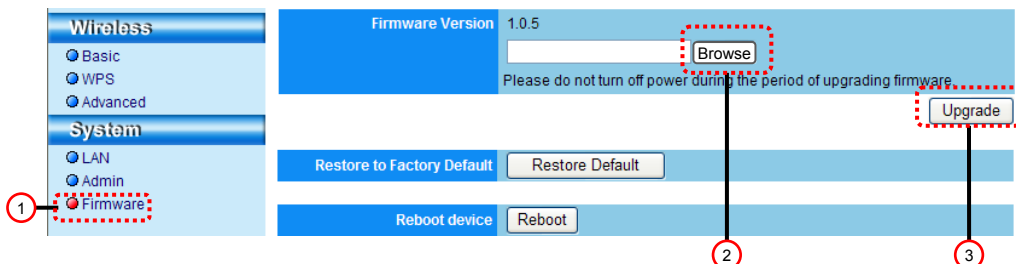 Wireless
Basic
WPS
Advanced
System
LAN
Admin
Firmware
1
Firmware Version 1.0.5
Browse
Please do not turn off power during the period of upgrading firmware.
Upgrade
Restore to Factory Default Restore Default
Reboot device Reboot
2
3